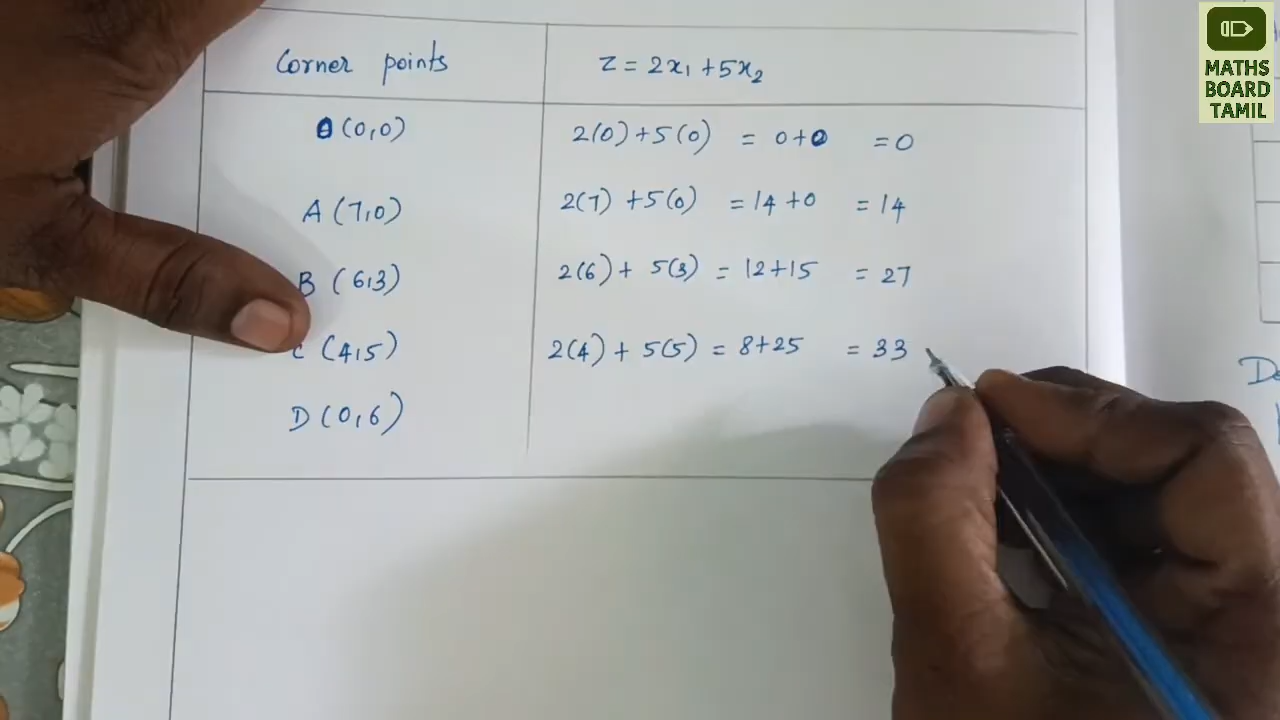 Corner points Z = 2x₁ + 5x₂
O (0,0) 2(0) + 5(0) = 0+0 = 0
A (7,0) 2(7) + 5(0) = 14 + 0 = 14
B (6,3) 2(6) + 5(3) = 12+15 = 27
C (4,5) 2(4) + 5(5) = 8+25 = 33
D (0,6)
MATHS
BOARD
TAMIL